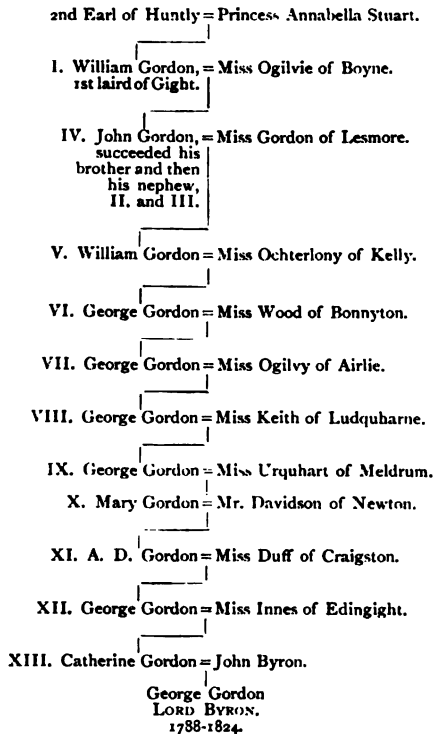 2nd Earl of Huntly = Princess Annabella Stuart.
I. William Gordon, = Miss Ogilvie of Boyne.
1st laird of Gight.
IV. John Gordon, = Miss Gordon of Lesmore.
succeeded his
brother and then
his nephew,
II. and III.
V. William Gordon = Miss Ochterlony of Kelly.
VI. George Gordon = Miss Wood of Bonnyton.
VII. George Gordon = Miss Ogilvy of Airlie.
VIII. George Gordon = Miss Keith of Ludquharne.
IX. George Gordon = Miss Urquhart of Meldrum.
X. Mary Gordon = Mr. Davidson of Newton.
XI. A. D. Gordon = Miss Duff of Craigston.
XII. George Gordon = Miss Innes of Edingight.
XIII. Catherine Gordon = John Byron.
George Gordon
LORD BYRON.
1788-1824.